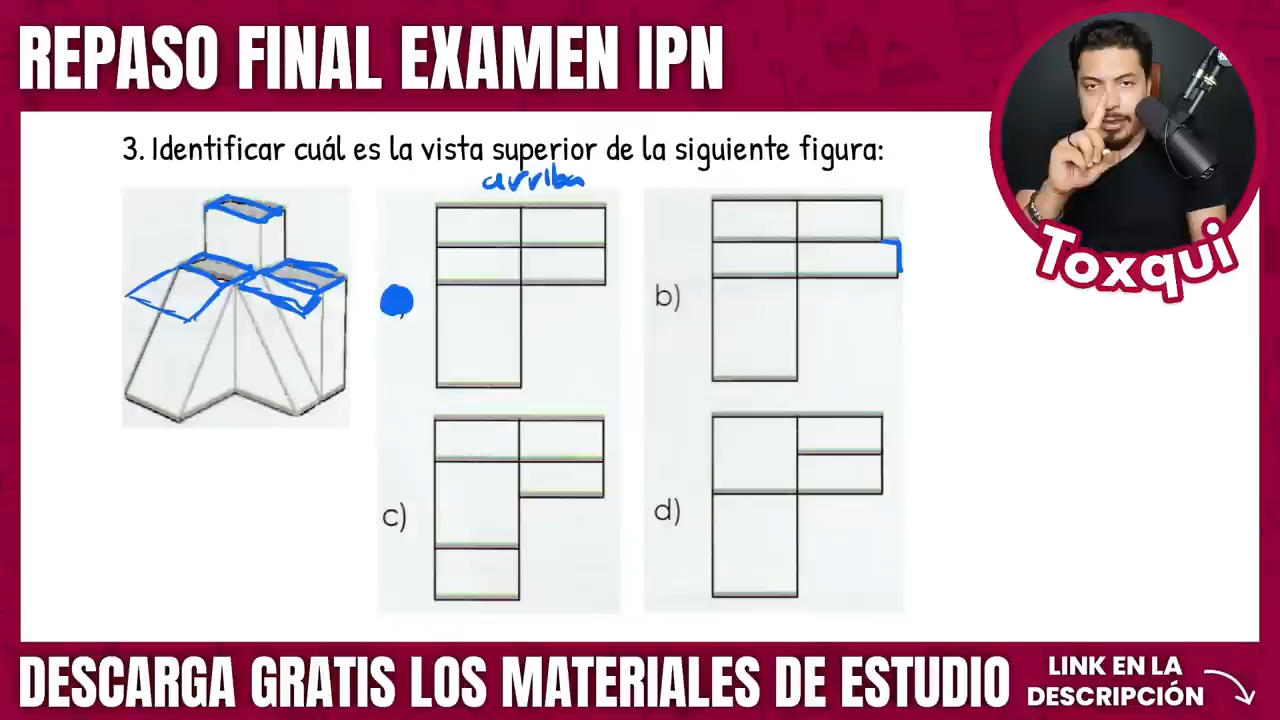 REPASO FINAL EXAMEN IPN
3. Identificar cuál es la vista superior de la siguiente figura:
arriba
b)
c)
d)
Toxqui
DESCARGA GRATIS LOS MATERIALES DE ESTUDIO
LINK EN LA
DESCRIPCIÓN